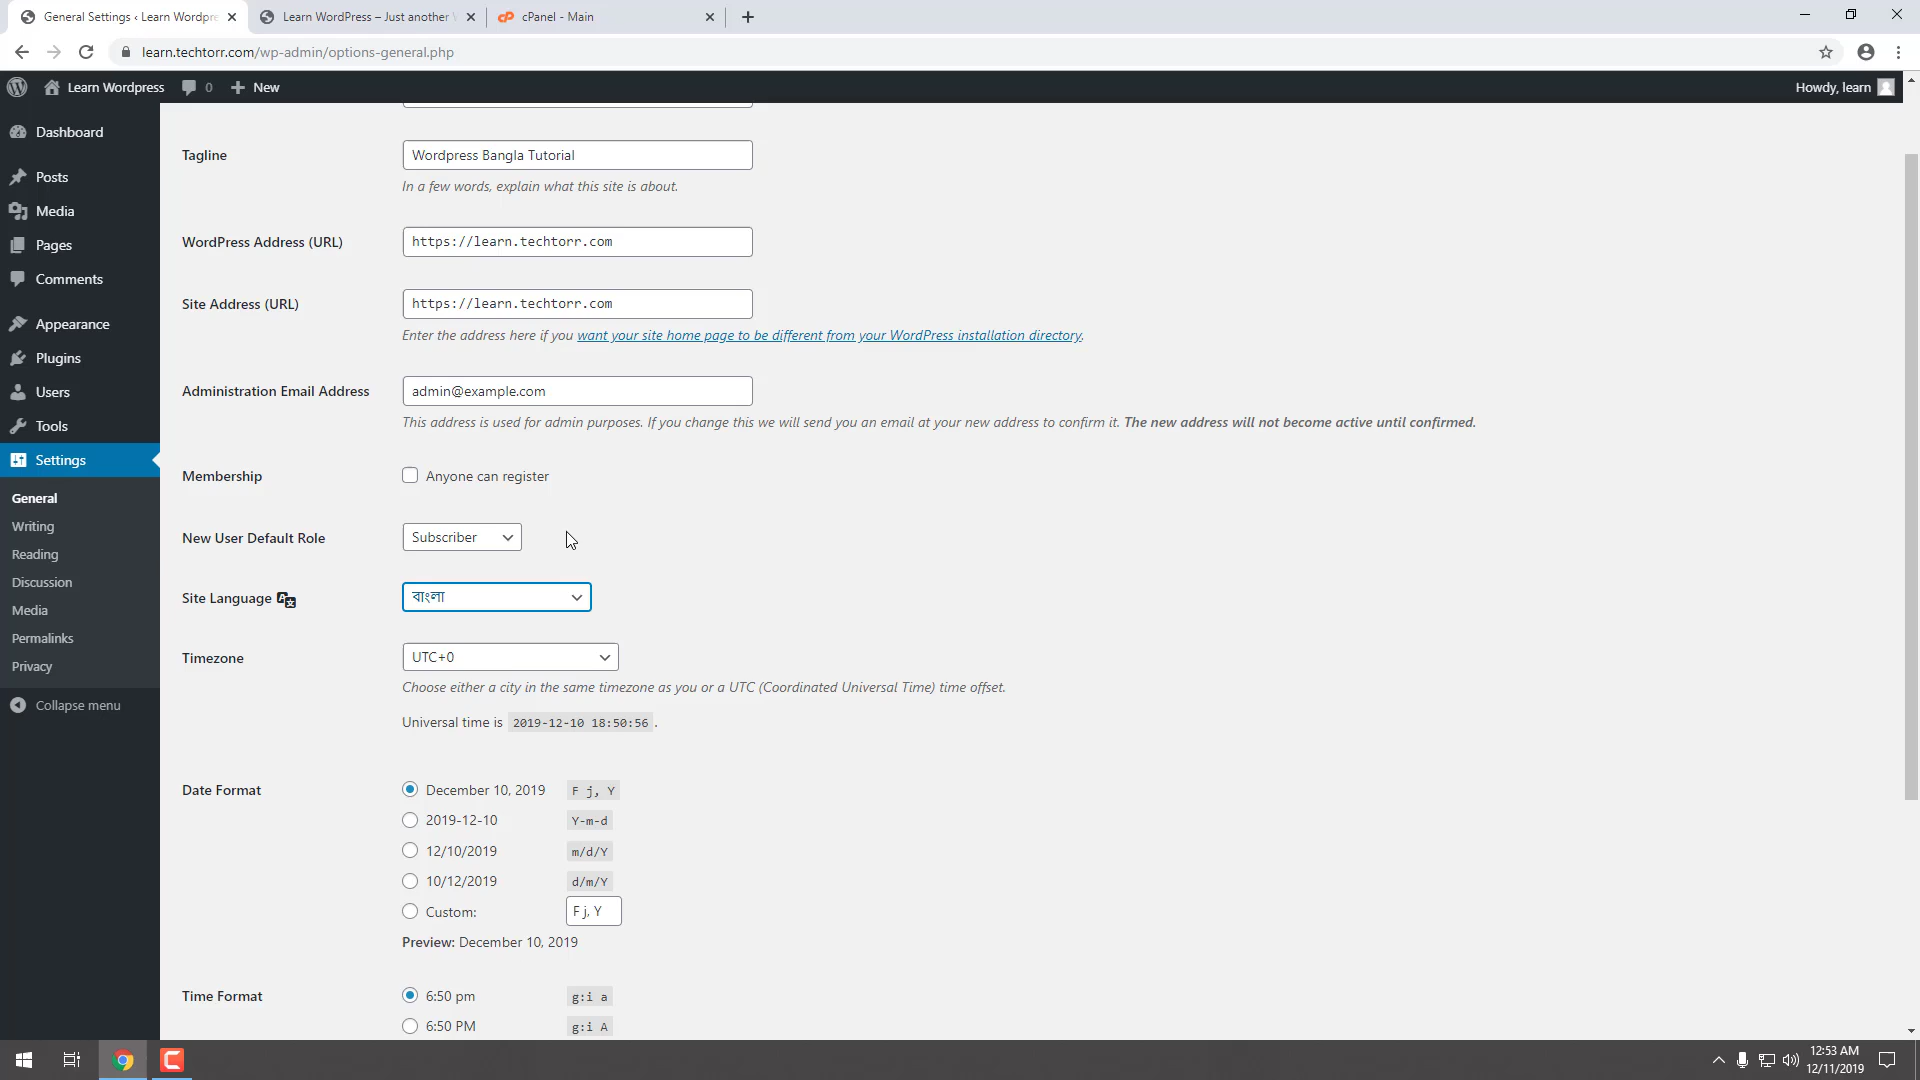 General Settings ‹ Learn Wordpre
Learn WordPress – Just another
cPanel - Main
learn.techtorr.com/wp-admin/options-general.php
Learn Wordpress
0
New
Howdy, learn
Dashboard
Posts
Media
Pages
Comments
Appearance
Plugins
Users
Tools
Settings
General
Writing
Reading
Discussion
Media
Permalinks
Privacy
Collapse menu
Tagline
Wordpress Bangla Tutorial
In a few words, explain what this site is about.
WordPress Address (URL)
https://learn.techtorr.com
Site Address (URL)
https://learn.techtorr.com
Enter the address here if you want your site home page to be different from your WordPress installation directory.
Administration Email Address
admin@example.com
This address is used for admin purposes. If you change this we will send you an email at your new address to confirm it. The new address will not become active until confirmed.
Membership
Anyone can register
New User Default Role
Subscriber
Site Language
বাংলা
Timezone
UTC+0
Choose either a city in the same timezone as you or a UTC (Coordinated Universal Time) time offset.
Universal time is 2019-12-10 18:50:56 .
Date Format
December 10, 2019 F j, Y
2019-12-10 Y-m-d
12/10/2019 m/d/Y
10/12/2019 d/m/Y
Custom: F j, Y
Preview: December 10, 2019
Time Format
6:50 pm g:i a
6:50 PM g:i A
12:53 AM
12/11/2019